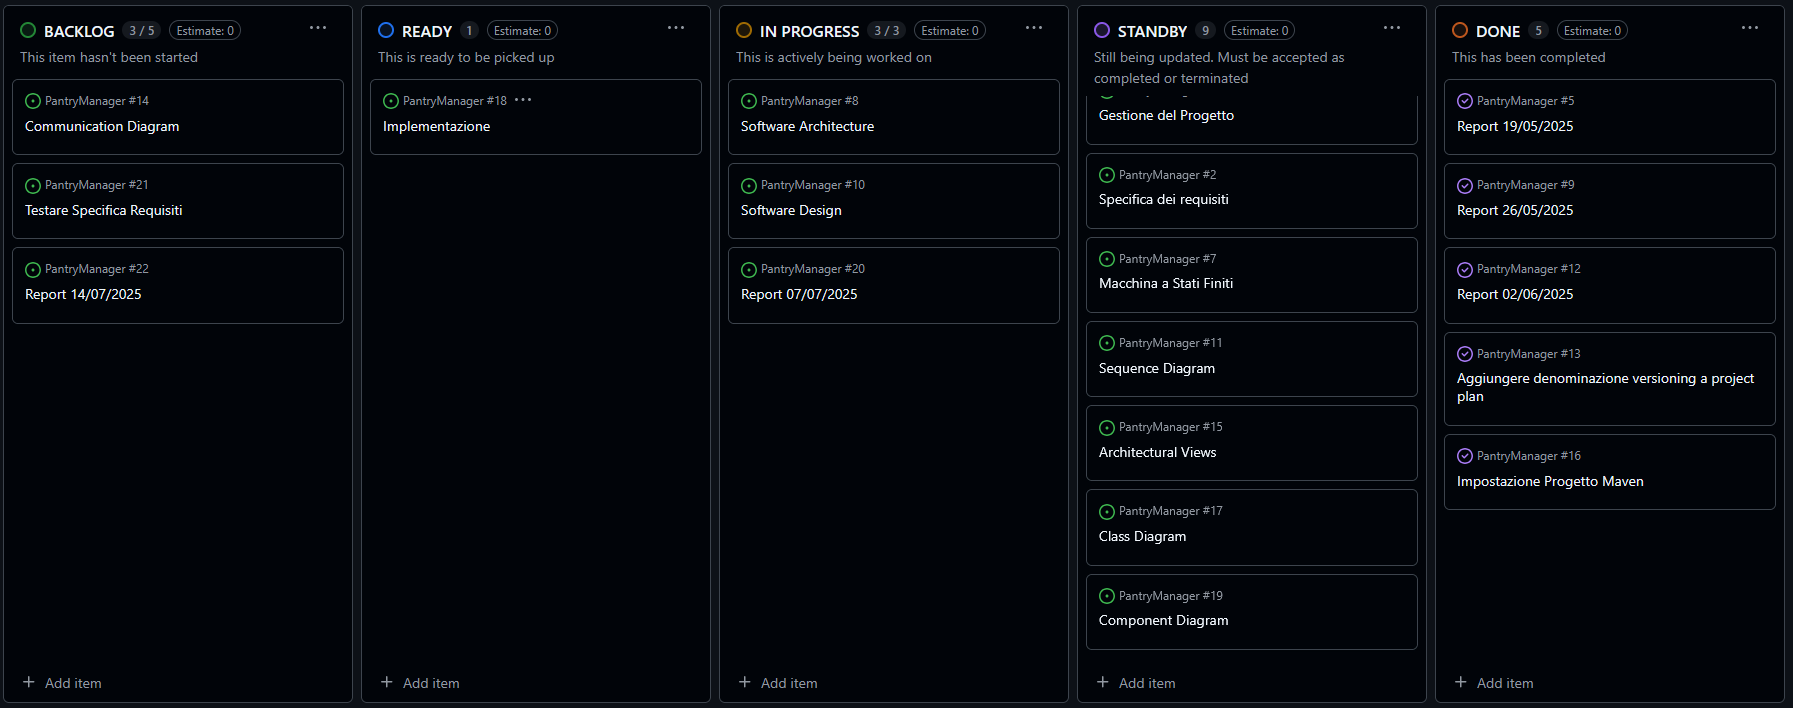 BACKLOG 3 / 5 Estimate: 0
This item hasn't been started
PantryManager #14
Communication Diagram
PantryManager #21
Testare Specifica Requisiti
PantryManager #22
Report 14/07/2025
+ Add item
READY 1 Estimate: 0
This is ready to be picked up
PantryManager #18
Implementazione
+ Add item
IN PROGRESS 3 / 3 Estimate: 0
This is actively being worked on
PantryManager #8
Software Architecture
PantryManager #10
Software Design
PantryManager #20
Report 07/07/2025
+ Add item
STANDBY 9 Estimate: 0
Still being updated. Must be accepted as
completed or terminated
Gestione del Progetto
PantryManager #2
Specifica dei requisiti
PantryManager #7
Macchina a Stati Finiti
PantryManager #11
Sequence Diagram
PantryManager #15
Architectural Views
PantryManager #17
Class Diagram
PantryManager #19
Component Diagram
+ Add item
DONE 5 Estimate: 0
This has been completed
PantryManager #5
Report 19/05/2025
PantryManager #9
Report 26/05/2025
PantryManager #12
Report 02/06/2025
PantryManager #13
Aggiungere denominazione versioning a project
plan
PantryManager #16
Impostazione Progetto Maven
+ Add item